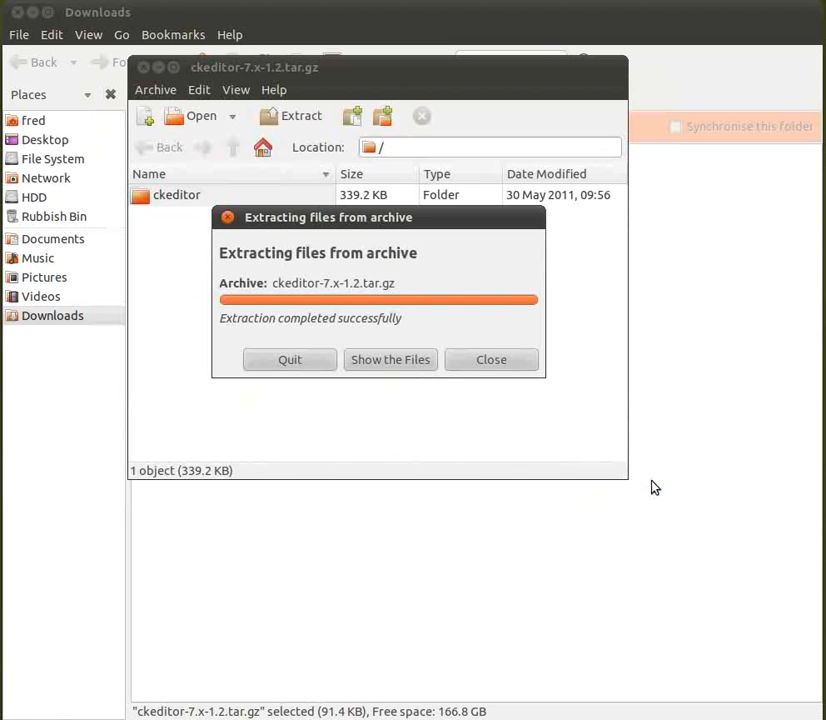 Downloads
File Edit View Go Bookmarks Help
Back Fo
ckeditor-7.x-1.2.tar.gz
Archive Edit View Help
Places
Open Extract
Synchronise this folder
Back Location: /
Name Size Type Date Modified
ckeditor 339.2 KB Folder 30 May 2011, 09:56
fred
Desktop
File System
Network
HDD
Rubbish Bin
Documents
Music
Pictures
Videos
Downloads
Extracting files from archive
Extracting files from archive
Archive: ckeditor-7.x-1.2.tar.gz
Extraction completed successfully
Quit Show the Files Close
1 object (339.2 KB)
"ckeditor-7.x-1.2.tar.gz" selected (91.4 KB), Free space: 166.8 GB